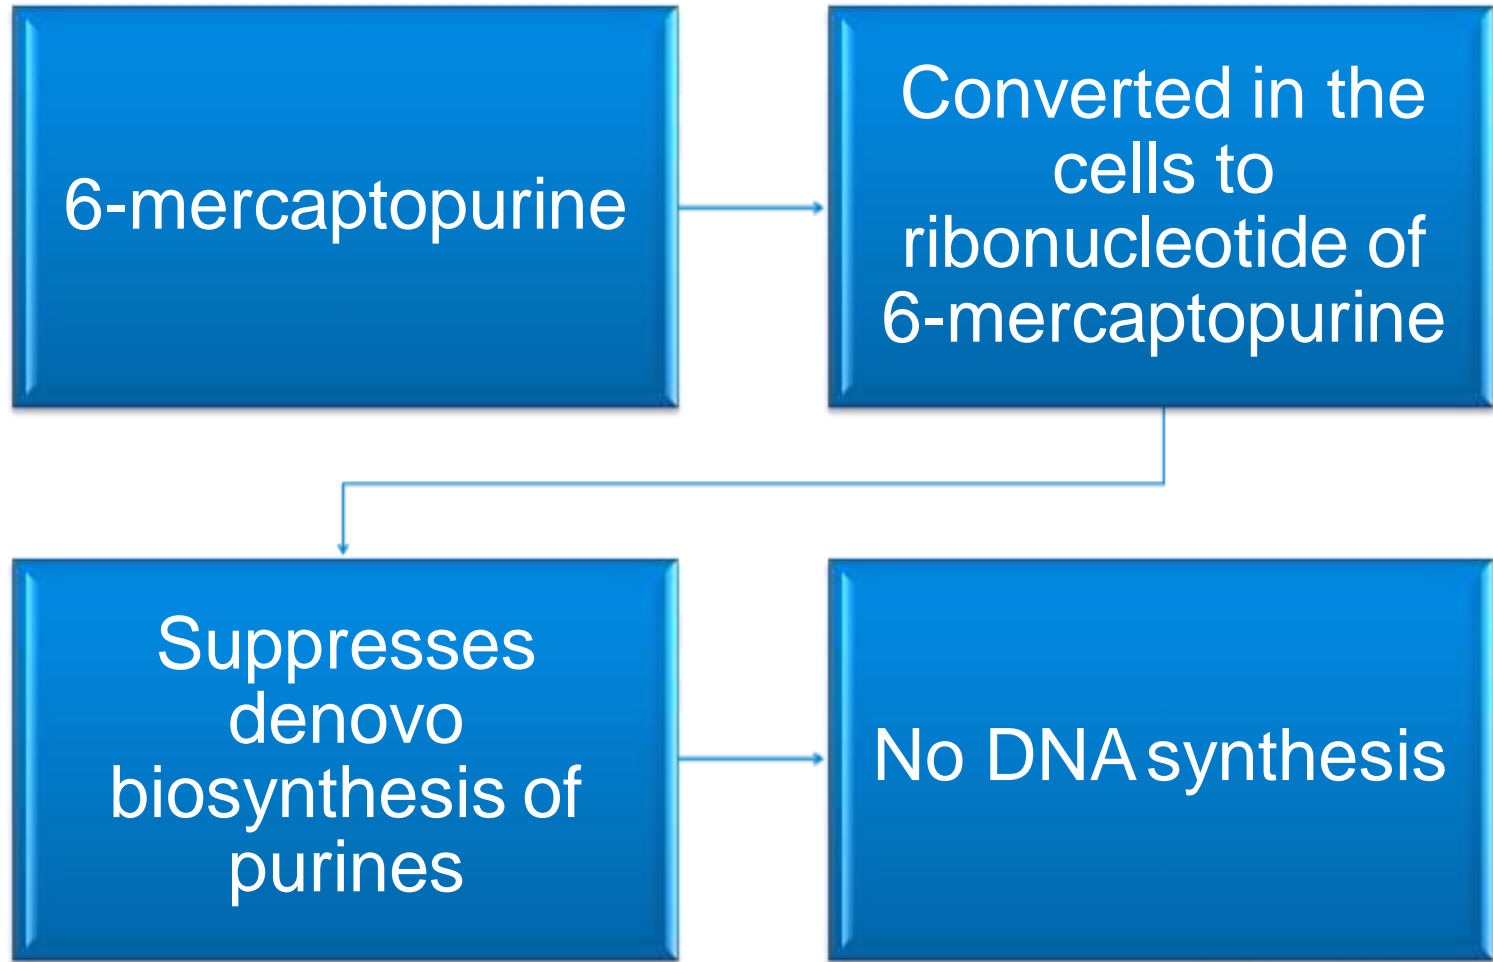 6-mercaptopurine
Converted in the
cells to
ribonucleotide of
6-mercaptopurine
Suppresses
denovo
biosynthesis of
purines
No DNA synthesis